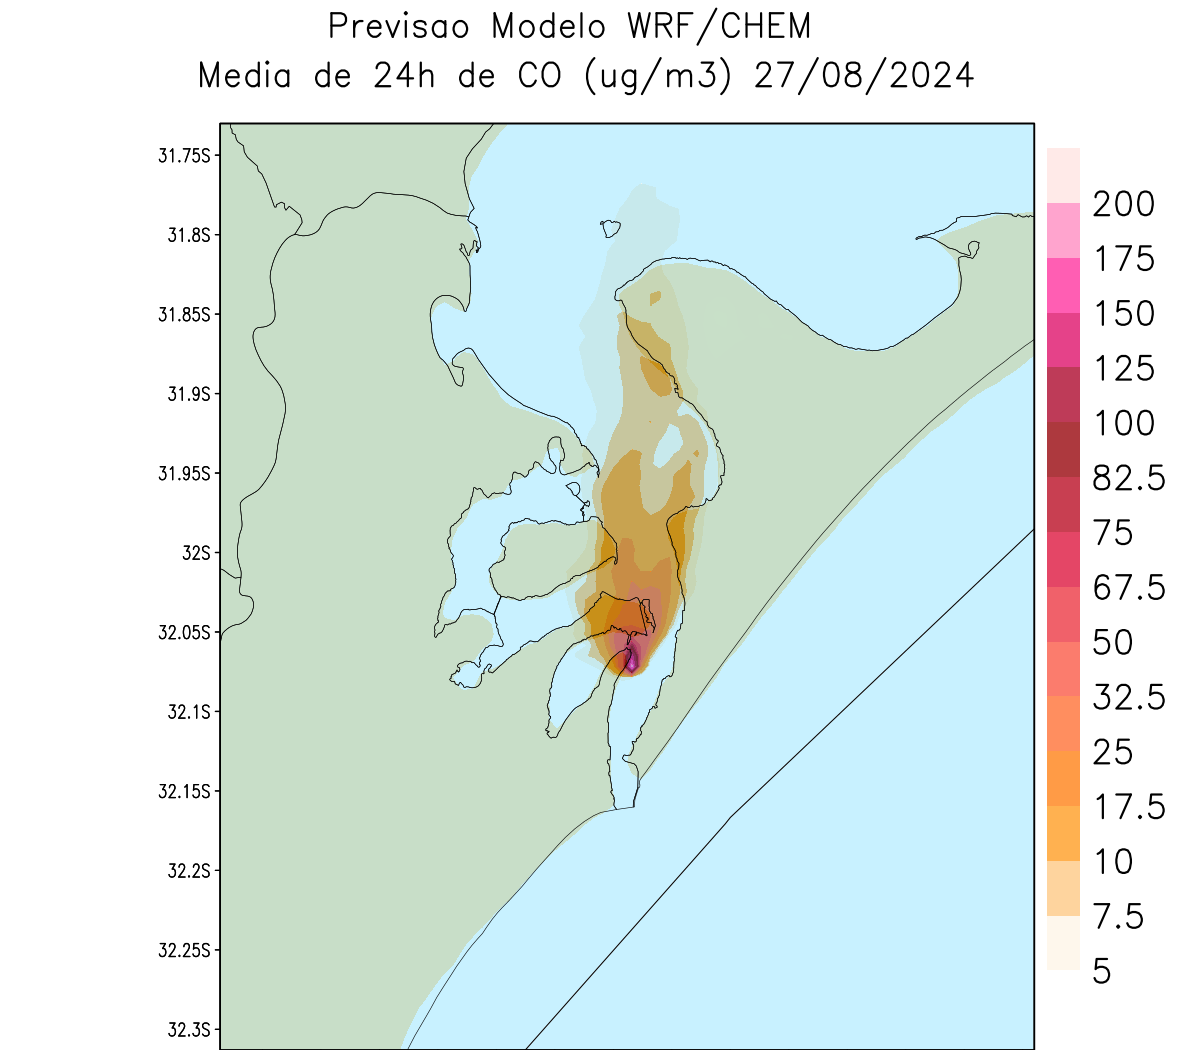 Previsao Modelo WRF/CHEM
Media de 24h de CO (ug/m3) 27/08/2024
31.75S
31.8S
31.85S
31.9S
31.95S
32S
32.05S
32.1S
32.15S
32.2S
32.25S
32.3S
200
175
150
125
100
82.5
75
67.5
50
32.5
25
17.5
10
7.5
5